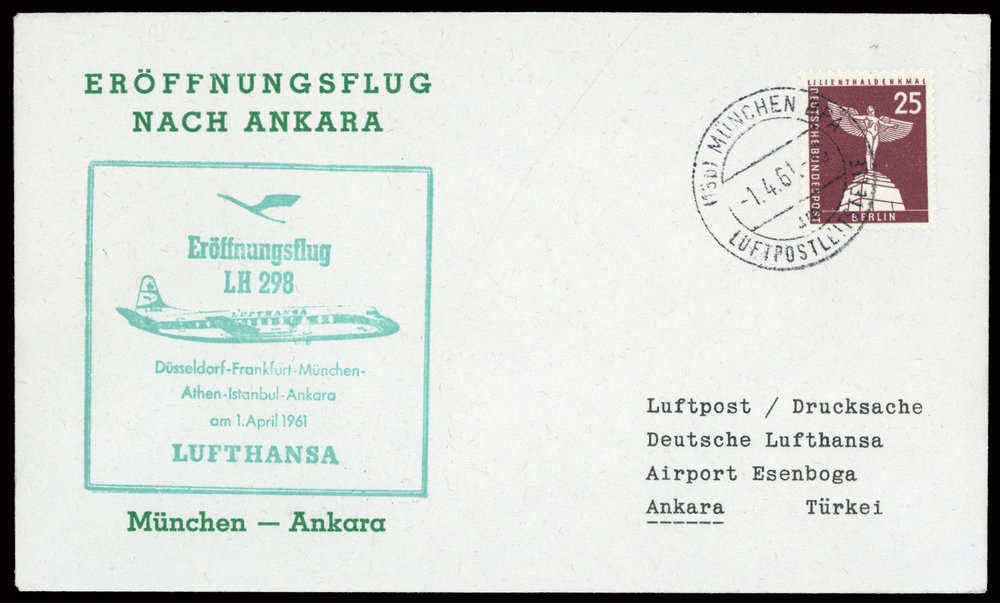 ERÖFFNUNGSFLUG
NACH ANKARA
Eröffnungsflug
LH 298
LUFTHANSA
Düsseldorf-Frankfurt-München-
Athen-Istanbul-Ankara
am 1. April 1961
LUFTHANSA
München — Ankara
MÜNCHEN
-1.4.61.
LILIENTHALDENKMAL
25
DEUTSCHE BUNDESPOST
BERLIN
Luftpost / Drucksache
Deutsche Lufthansa
Airport Esenboga
Ankara Türkei